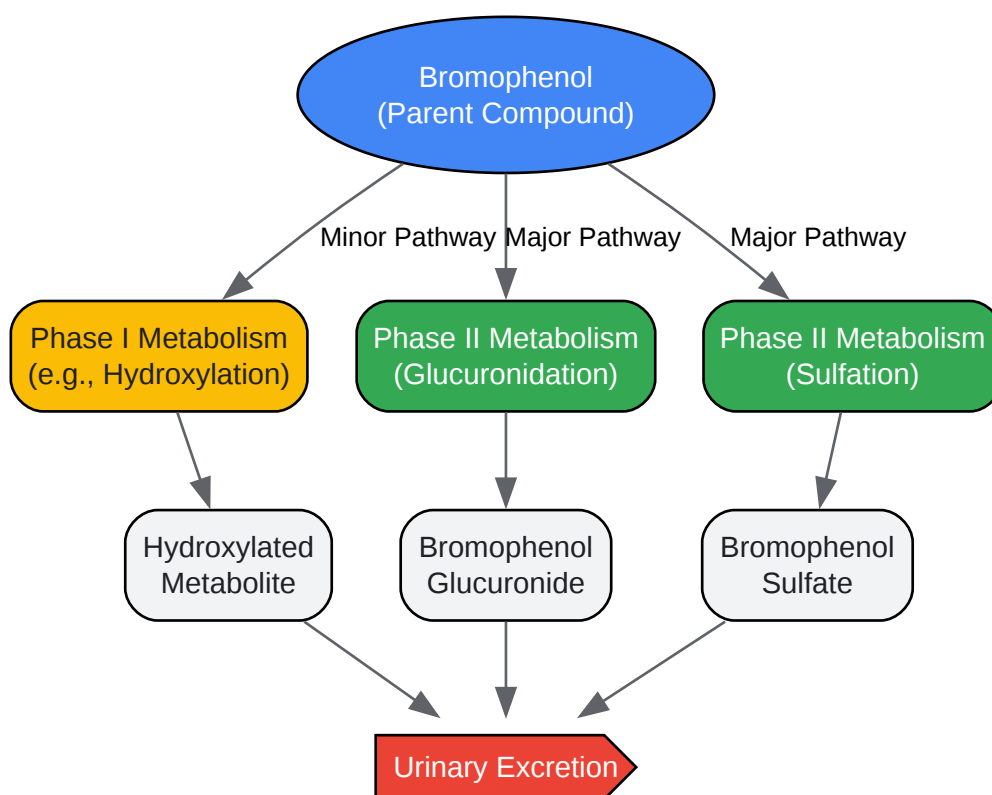 Bromophenol
(Parent Compound)
Minor Pathway
Major Pathway
Major Pathway
Phase I Metabolism
(e.g., Hydroxylation)
Phase II Metabolism
(Glucuronidation)
Phase II Metabolism
(Sulfation)
Hydroxylated
Metabolite
Bromophenol
Glucuronide
Bromophenol
Sulfate
Urinary Excretion